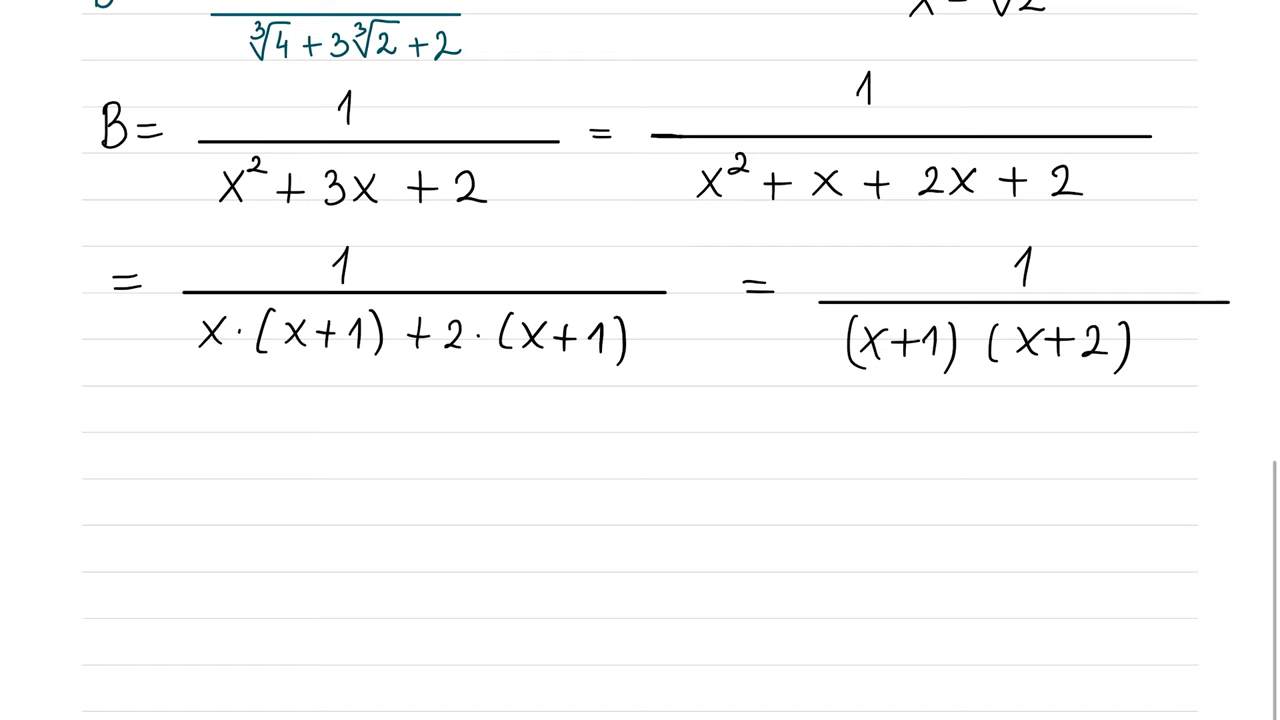 ∛4 + 3∛2 + 2
B = 1/(x² + 3x + 2) = 1/(x² + x + 2x + 2)
= 1/(x·(x+1) + 2·(x+1)) = 1/((x+1)(x+2))